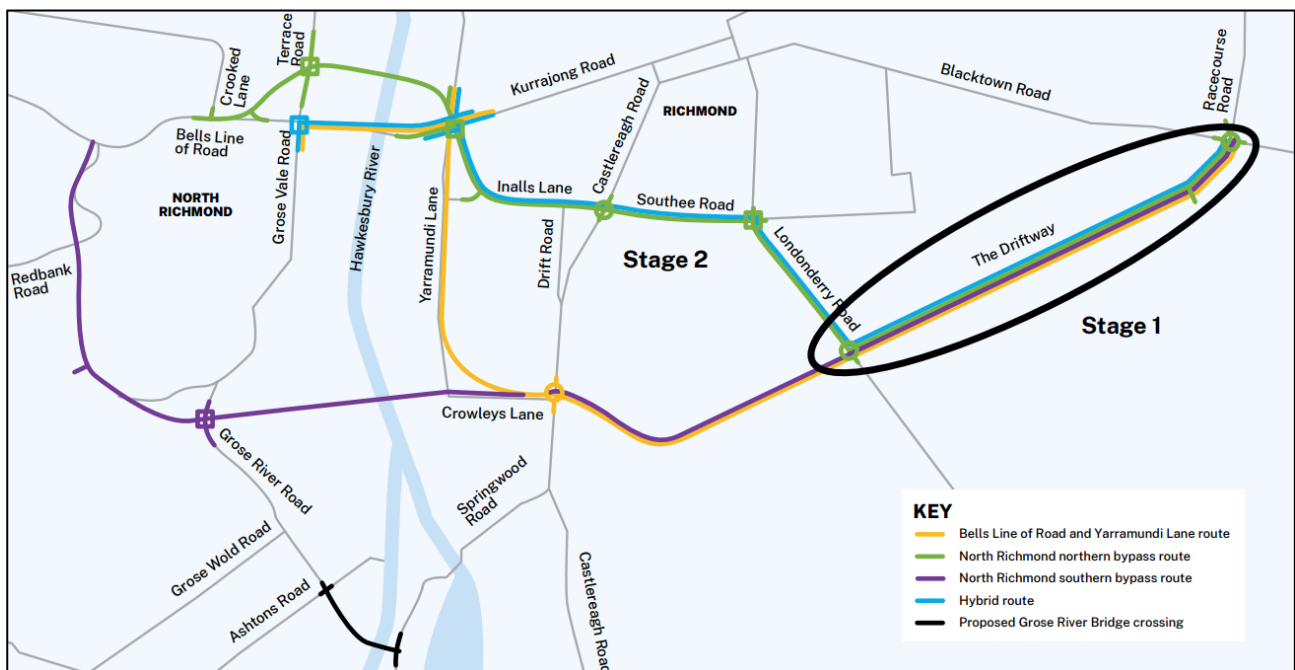 Crooked
Lane
Terrace
Road
Kurrajong Road
Blacktown Road
Racecourse
Road
Bells Line
of Road
Castlereagh Road
RICHMOND
NORTH
RICHMOND
Grose Vale Road
Hawkesbury River
Yarramundi Lane
Inalls Lane
Southee Road
Drift Road
Stage 2
Londonderry Road
The Driftway
Stage 1
Redbank
Road
Crowleys Lane
Grose River Road
Springwood
Road
Grose Wold Road
Ashtons Road
Castlereagh Road
KEY
Bells Line of Road and Yarramundi Lane route
North Richmond northern bypass route
North Richmond southern bypass route
Hybrid route
Proposed Grose River Bridge crossing